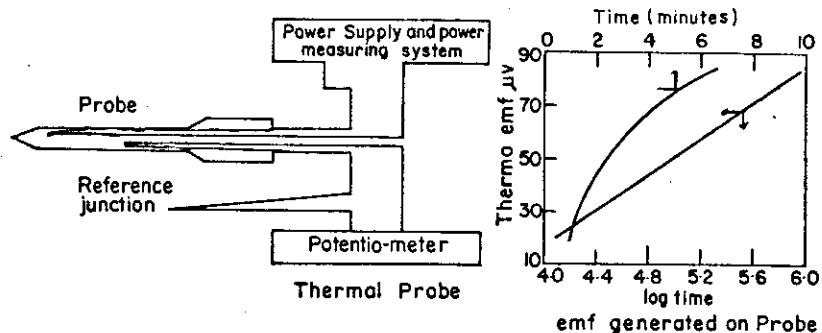 Power Supply and power
measuring system
Probe
Reference
junction
Potentio-meter
Thermal Probe
Time (minutes)
0 2 4 6 8 10
Thermo emf μv
90
70
50
30
10
4·0 4·4 4·8 5·2 5·6 6·0
log time
emf generated on Probe